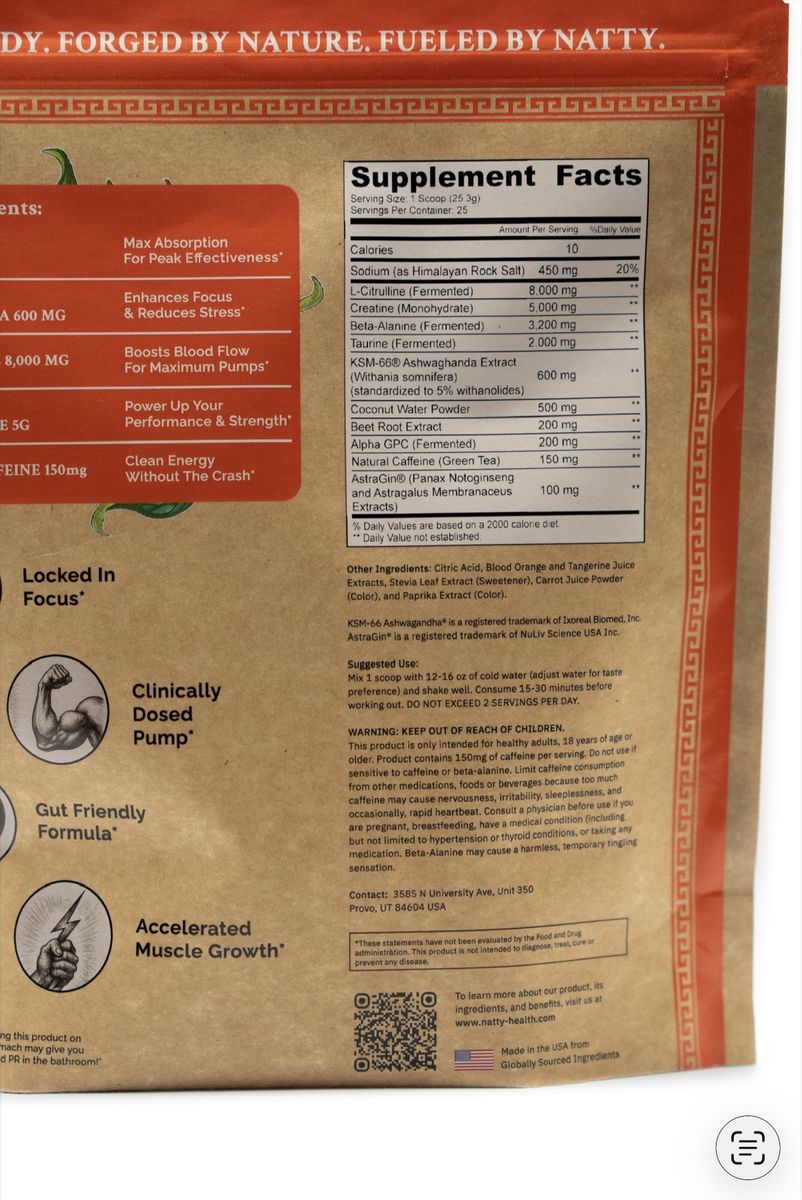 DY. FORGED BY NATURE. FUELED BY NATTY.
ents:
Max Absorption
For Peak Effectiveness*
A 600 MG
Enhances Focus
& Reduces Stress*
8,000 MG
Boosts Blood Flow
For Maximum Pumps*
E 5G
Power Up Your
Performance & Strength*
FEINE 150mg
Clean Energy
Without The Crash*
Locked In
Focus*
Clinically
Dosed
Pump*
Gut Friendly
Formula*
Accelerated
Muscle Growth*
ng this product on
mach may give you
d PR in the bathroom!*
Supplement Facts
Serving Size: 1 Scoop (25.3g)
Servings Per Container: 25
Amount Per Serving %Daily Value
Calories 10
Sodium (as Himalayan Rock Salt) 450 mg 20%
L-Citrulline (Fermented) 8,000 mg **
Creatine (Monohydrate) 5,000 mg **
Beta-Alanine (Fermented) 3,200 mg **
Taurine (Fermented) 2.000 mg **
KSM-66® Ashwaghanda Extract
(Withania somnifera) 600 mg **
(standardized to 5% withanolides)
Coconut Water Powder 500 mg **
Beet Root Extract 200 mg **
Alpha GPC (Fermented) 200 mg **
Natural Caffeine (Green Tea) 150 mg **
AstraGin® (Panax Notoginseng
and Astragalus Membranaceus 100 mg **
Extracts)
% Daily Values are based on a 2000 calorie diet.
** Daily Value not established.
Other Ingredients: Citric Acid, Blood Orange and Tangerine Juice
Extracts, Stevia Leaf Extract (Sweetener), Carrot Juice Powder
(Color), and Paprika Extract (Color).
KSM-66 Ashwagandha® is a registered trademark of Ixoreal Biomed, Inc.
AstraGin® is a registered trademark of NuLiv Science USA Inc.
Suggested Use:
Mix 1 scoop with 12-16 oz of cold water (adjust water for taste
preference) and shake well. Consume 15-30 minutes before
working out. DO NOT EXCEED 2 SERVINGS PER DAY.
WARNING: KEEP OUT OF REACH OF CHILDREN.
This product is only intended for healthy adults, 18 years of age or
older. Product contains 150mg of caffeine per serving. Do not use if
sensitive to caffeine or beta-alanine. Limit caffeine consumption
from other medications, foods or beverages because too much
caffeine may cause nervousness, irritability, sleeplessness, and
occasionally, rapid heartbeat. Consult a physician before use if you
are pregnant, breastfeeding, have a medical condition (including
but not limited to hypertension or thyroid conditions, or taking any
medication. Beta-Alanine may cause a harmless, temporary tingling
sensation.
Contact: 3585 N University Ave, Unit 350
Provo, UT 84604 USA
*These statements have not been evaluated by the Food and Drug
administration. This product is not intended to diagnose, treat, cure or
prevent any disease.
To learn more about our product, its
ingredients, and benefits, visit us at
www.natty-health.com
Made in the USA from
Globally Sourced Ingredients